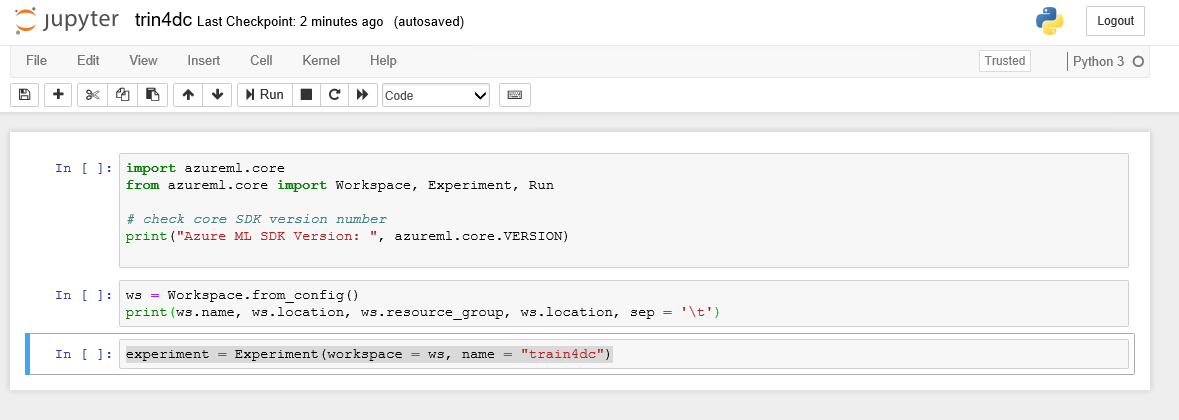 jupyter trin4dc Last Checkpoint: 2 minutes ago (autosaved) Logout
File Edit View Insert Cell Kernel Help Trusted Python 3
Run Code
In [ ]: import azureml.core
from azureml.core import Workspace, Experiment, Run
# check core SDK version number
print("Azure ML SDK Version: ", azureml.core.VERSION)
In [ ]: ws = Workspace.from_config()
print(ws.name, ws.location, ws.resource_group, ws.location, sep = '\t')
In [ ]: experiment = Experiment(workspace = ws, name = "train4dc")